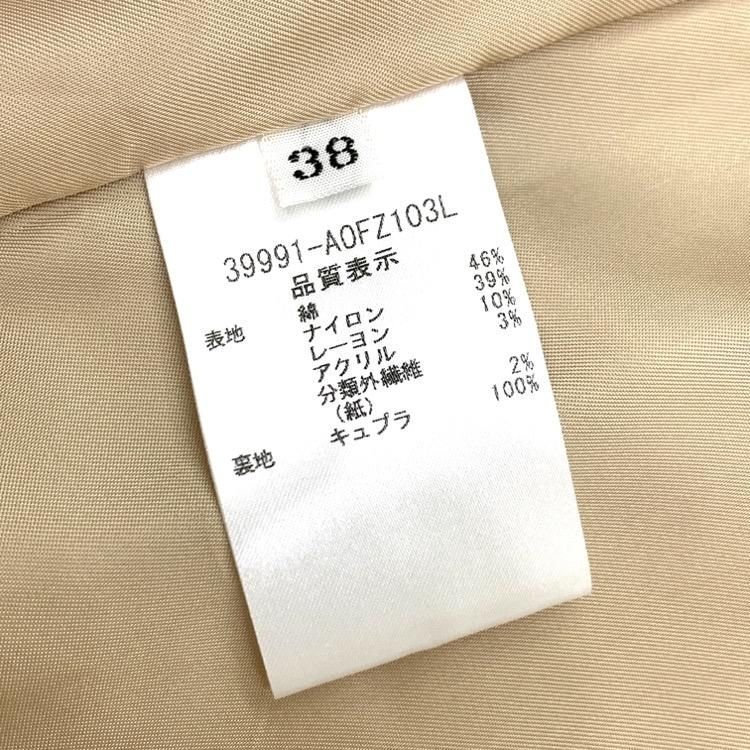 38
39991-A0FZ103L
品質表示
表地 綿 46%
ナイロン 39%
レーヨン 10%
アクリル 3%
分類外繊維
(紙) 2%
裏地 キュプラ 100%